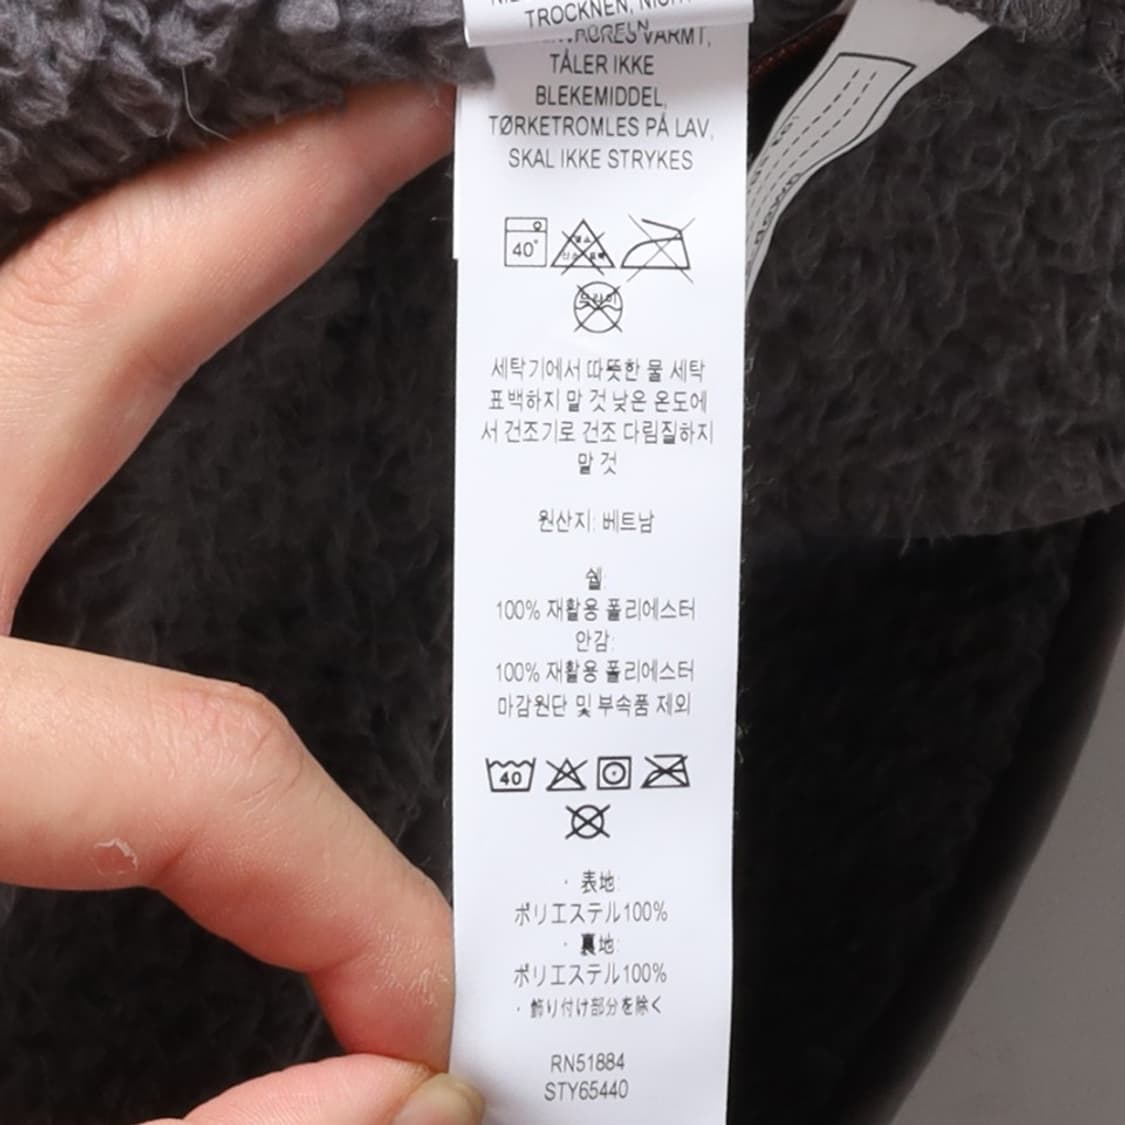 TROCKNEN, NICHT
VARMT,
TÅLER IKKE
BLEKEMIDDEL,
TØRKETROMLES PÅ LAV,
SKAL IKKE STRYKES
40°
드라이
세탁기에서 따뜻한 물 세탁
표백하지 말 것 낮은 온도에
서 건조기로 건조 다림질하지
말 것
원산지: 베트남
쉘:
100% 재활용 폴리에스터
안감:
100% 재활용 폴리에스터
마감원단 및 부속품 제외
40
· 表地:
ポリエステル100%
· 裏地:
ポリエステル100%
· 飾り付け部分を除く
RN51884
STY65440